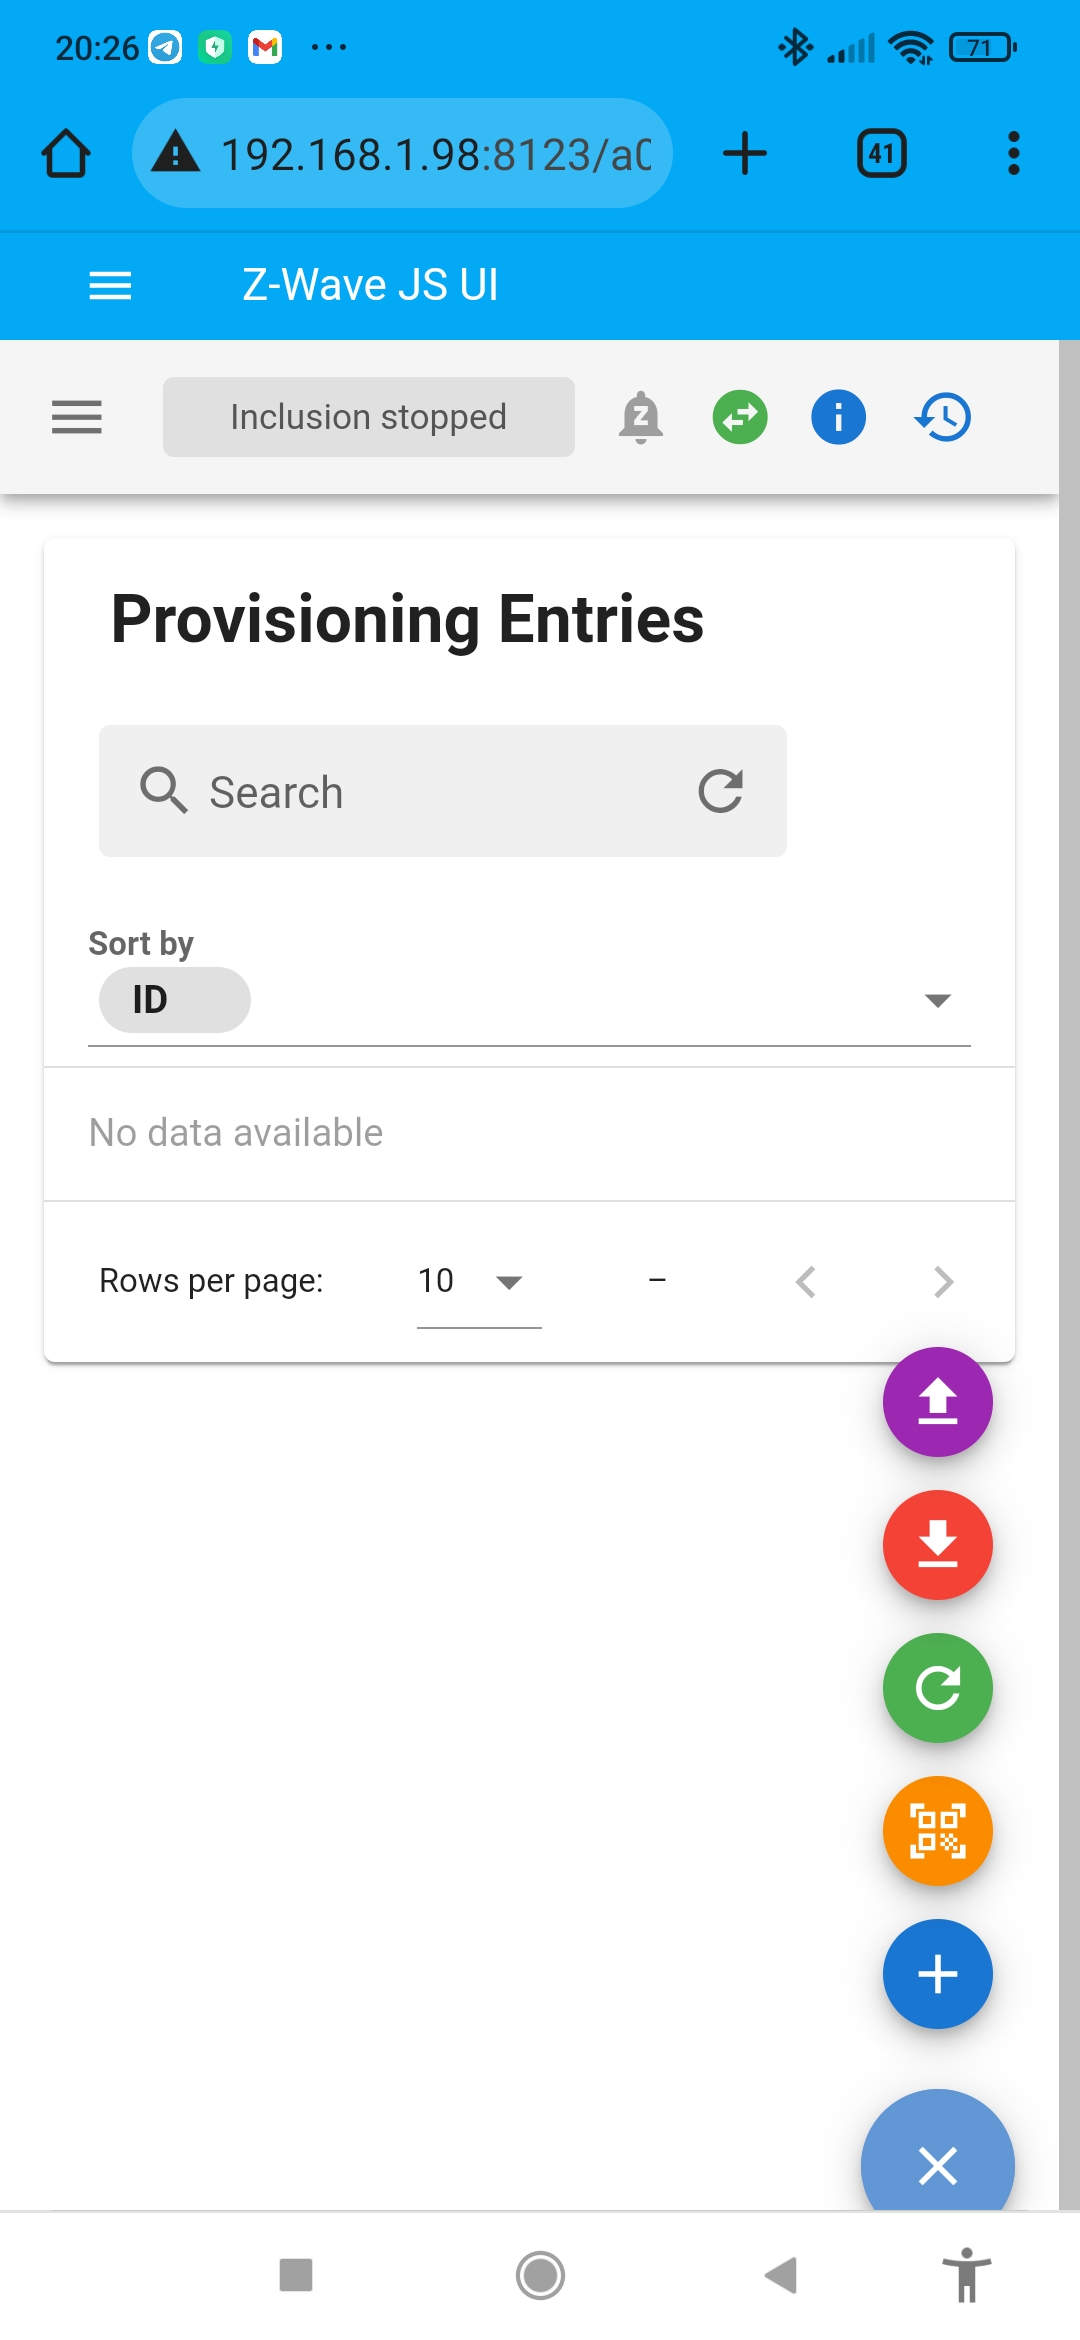 20:26
71
192.168.1.98:8123/a0
41
Z-Wave JS UI
Inclusion stopped
Provisioning Entries
Search
Sort by
ID
No data available
Rows per page: 10 –